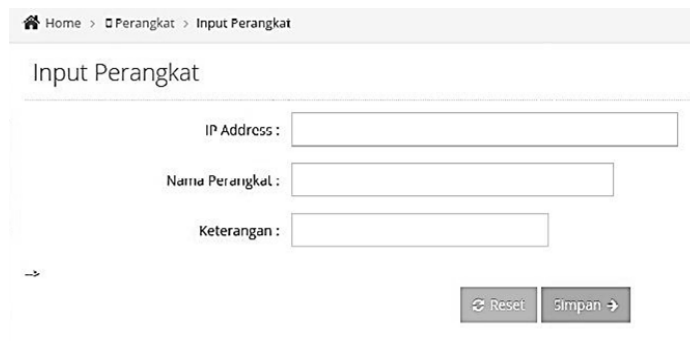 Home > Perangkat > Input Perangkat
Input Perangkat
IP Address :
Nama Perangkat :
Keterangan :
-->
Reset Simpan